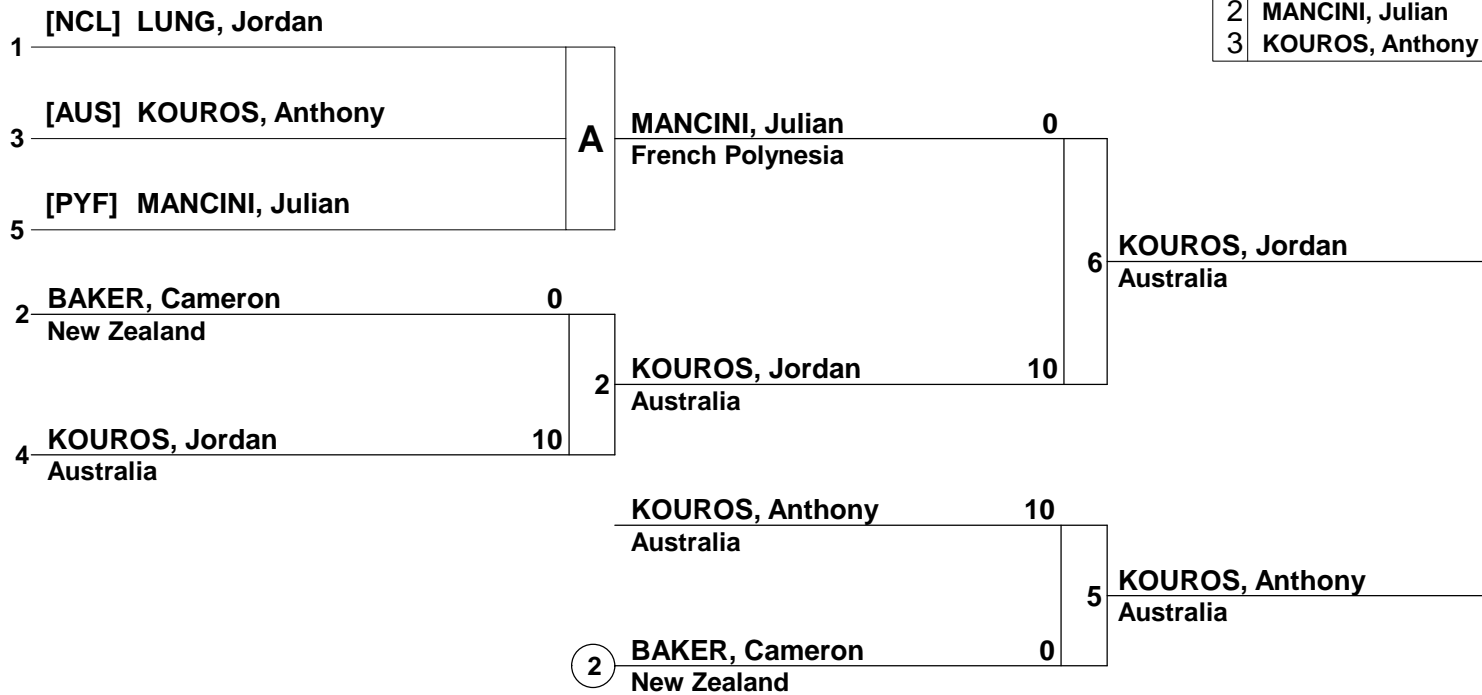 2 MANCINI, Julian
3 KOUROS, Anthony
[NCL] LUNG, Jordan
1
[AUS] KOUROS, Anthony
3
A
MANCINI, Julian 0
French Polynesia
[PYF] MANCINI, Julian
5
6
KOUROS, Jordan
Australia
BAKER, Cameron 0
2
New Zealand
2
KOUROS, Jordan 10
Australia
KOUROS, Jordan 10
4
Australia
KOUROS, Anthony 10
Australia
5
KOUROS, Anthony
Australia
2
BAKER, Cameron 0
New Zealand